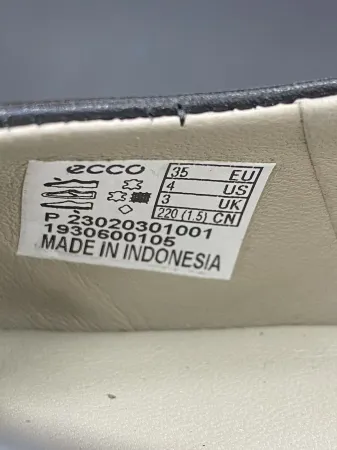 ecco
35 EU
4 US
3 UK
220 (1.5) CN
P 23020301001
1930600105
MADE IN INDONESIA